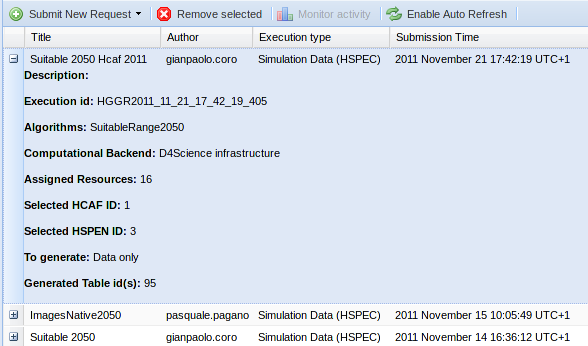 Submit New Request Remove selected Monitor activity Enable Auto Refresh
Title Author Execution type Submission Time
Suitable 2050 Hcaf 2011 gianpaolo.coro Simulation Data (HSPEC) 2011 November 21 17:42:19 UTC+1
Description:
Execution id: HGGR2011_11_21_17_42_19_405
Algorithms: SuitableRange2050
Computational Backend: D4Science infrastructure
Assigned Resources: 16
Selected HCAF ID: 1
Selected HSPEN ID: 3
To generate: Data only
Generated Table id(s): 95
ImagesNative2050 pasquale.pagano Simulation Data (HSPEC) 2011 November 15 10:05:49 UTC+1
Suitable 2050 gianpaolo.coro Simulation Data (HSPEC) 2011 November 14 16:36:12 UTC+1